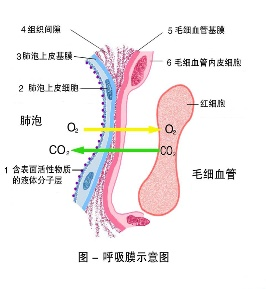 4 组织间隙
5 毛细血管基膜
3肺泡上皮基膜
6 毛细血管内皮细胞
2 肺泡上皮细胞
红细胞
肺泡
O₂
O₂
CO₂
CO₂
毛细血管
1 含表面活性物质
的液体分子层
图 – 呼吸膜示意图